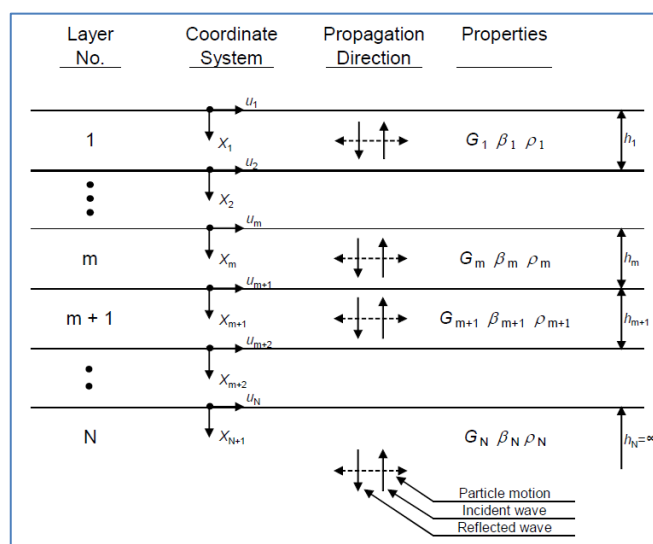 Layer No. Coordinate System Propagation Direction Properties
u1
1 X1 G1 β1 ρ1 h1
u2
X2
um
m Xm Gm βm ρm hm
um+1
m + 1 Xm+1 Gm+1 βm+1 ρm+1 hm+1
um+2
Xm+2
uN
N XN+1 GN βN ρN hN=∞
Particle motion
Incident wave
Reflected wave